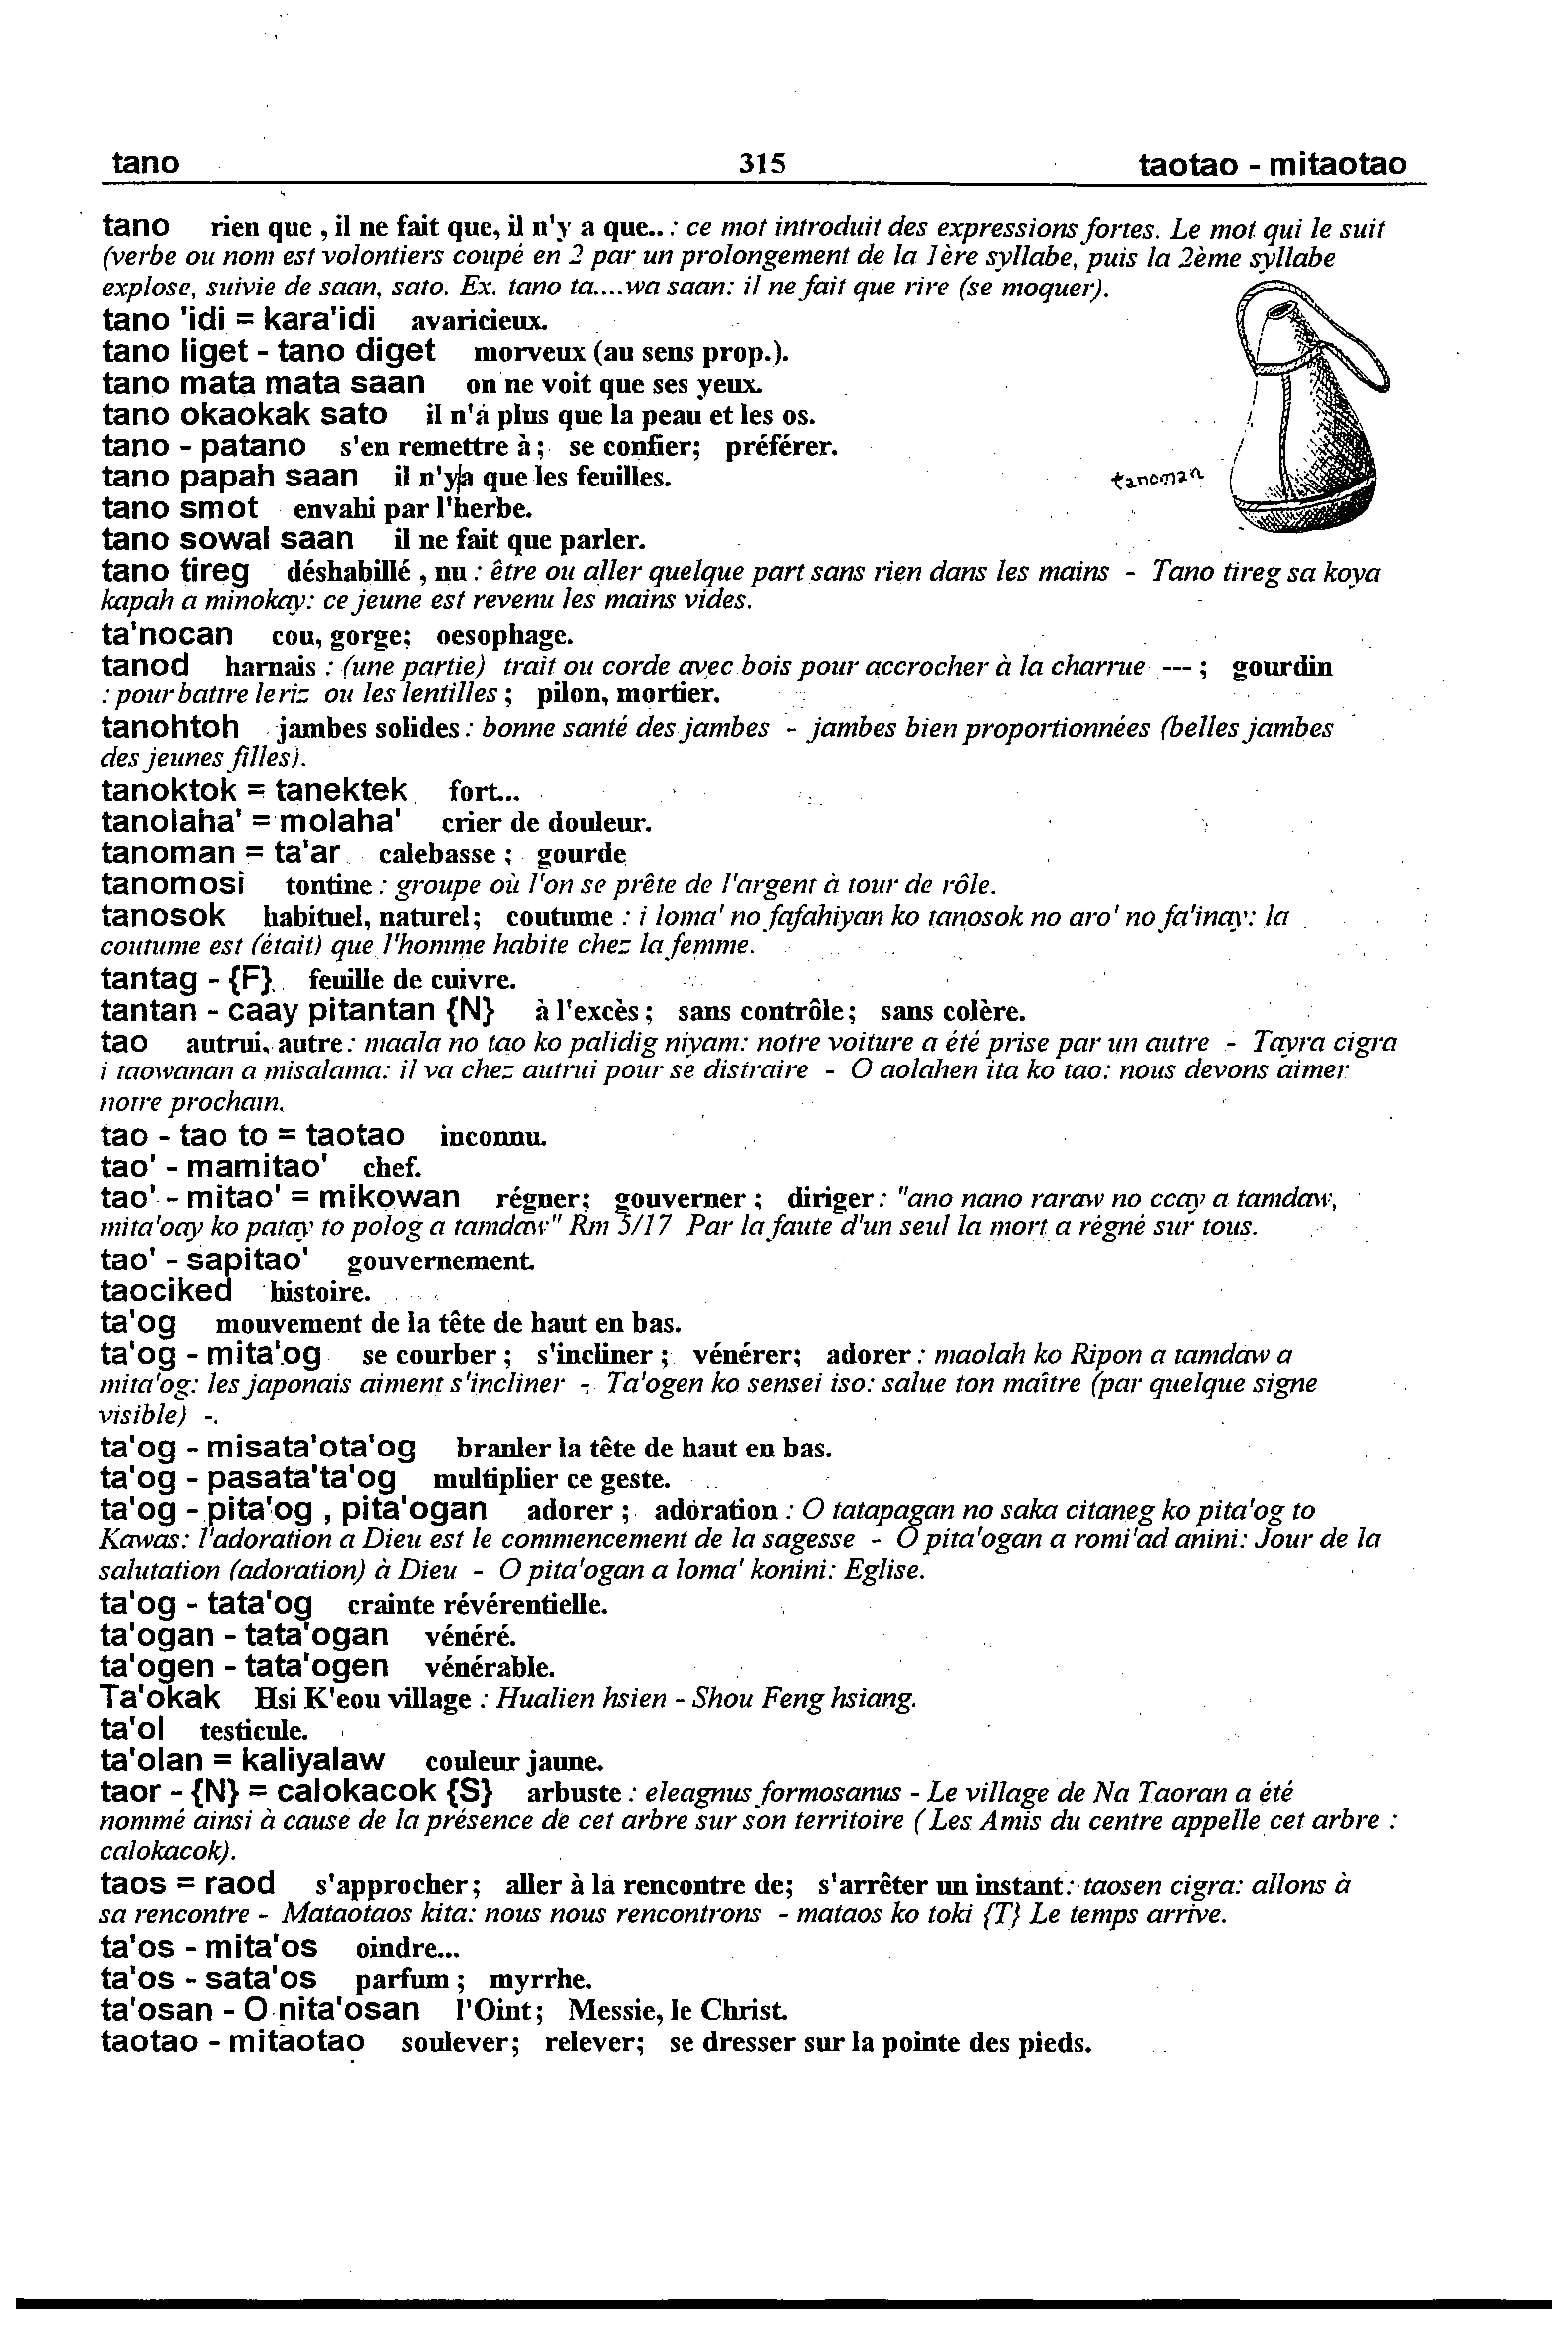 tano 315 taotao - mitaotao
tano rien que , il ne fait que, il n'y a que.. : ce mot introduit des expressions fortes. Le mot qui le suit
(verbe ou nom est volontiers coupé en 2 par un prolongement de la 1ère syllabe, puis la 2ème syllabe
explose, suivie de saan, sato. Ex. tano ta....wa saan: il ne fait que rire (se moquer).
tano 'idi = kara'idi avaricieux.
tano liget - tano diget morveux (au sens prop.).
tano mata mata saan on ne voit que ses yeux.
tano okaokak sato il n'a plus que la peau et les os.
tano - patano s'en remettre à ; se confier; préférer.
tano papah saan il n'y a que les feuilles.
tanoman
tano smot envahi par l'herbe.
tano sowal saan il ne fait que parler.
tano tireg déshabillé , nu : être ou aller quelque part sans rien dans les mains - Tano tireg sa koya
kapah a minokay: ce jeune est revenu les mains vides.
ta'nocan cou, gorge; oesophage.
tanod harnais : (une partie) trait ou corde avec bois pour accrocher à la charrue --- ; gourdin
: pour battre le riz ou les lentilles ; pilon, mortier.
tanohtoh jambes solides : bonne santé des jambes - jambes bien proportionnées (belles jambes
des jeunes filles).
tanoktok = tanektek fort...
tanolaha' = molaha' crier de douleur.
tanoman = ta'ar calebasse ; gourde
tanomosi tontine : groupe où l'on se prête de l'argent à tour de rôle.
tanosok habituel, naturel; coutume : i loma' no fafahiyan ko tanosok no aro' no fa'inay: la
coutume est (était) que l'homme habite chez la femme.
tantag - {F} feuille de cuivre.
tantan - caay pitantan {N} à l'excès ; sans contrôle ; sans colère.
tao autrui, autre : maala no tao ko palidig niyam: notre voiture a été prise par un autre - Tayra cigra
i taowanan a misalama: il va chez autrui pour se distraire - O aolahen ita ko tao: nous devons aimer
notre prochain.
tao - tao to = taotao inconnu.
tao' - mamitao' chef.
tao' - mitao' = mikowan régner; gouverner ; diriger : "ano nano raraw no ccay a tamdaw,
mita'oay ko patay to polog a tamdaw" Rm 5/17 Par la faute d'un seul la mort a régné sur tous.
tao' - sapitao' gouvernement.
taociked histoire.
ta'og mouvement de la tête de haut en bas.
ta'og - mita'og se courber ; s'incliner ; vénérer; adorer : maolah ko Ripon a tamdaw a
mita'og: les japonais aiment s'incliner - Ta'ogen ko sensei iso: salue ton maître (par quelque signe
visible) -.
ta'og - misata'ota'og branler la tête de haut en bas.
ta'og - pasata'ta'og multiplier ce geste.
ta'og - pita'og , pita'ogan adorer ; adoration : O tatapagan no saka citaneg ko pita'og to
Kawas: l'adoration a Dieu est le commencement de la sagesse - O pita'ogan a romi'ad anini: Jour de la
salutation (adoration) à Dieu - O pita'ogan a loma' konini: Eglise.
ta'og - tata'og crainte révérentielle.
ta'ogan - tata'ogan vénéré.
ta'ogen - tata'ogen vénérable.
Ta'okak Hsi K'eou village : Hualien hsien - Shou Feng hsiang.
ta'ol testicule.
ta'olan = kaliyalaw couleur jaune.
taor - {N} = calokacok {S} arbuste : eleagnus formosanus - Le village de Na Taoran a été
nommé ainsi à cause de la présence de cet arbre sur son territoire ( Les Amis du centre appelle cet arbre :
calokacok).
taos = raod s'approcher ; aller à la rencontre de; s'arrêter un instant : taosen cigra: allons à
sa rencontre - Mataotaos kita: nous nous rencontrons - mataos ko toki {T} Le temps arrive.
ta'os - mita'os oindre...
ta'os - sata'os parfum ; myrrhe.
ta'osan - O nita'osan l'Oint ; Messie, le Christ.
taotao - mitaotao soulever; relever; se dresser sur la pointe des pieds.